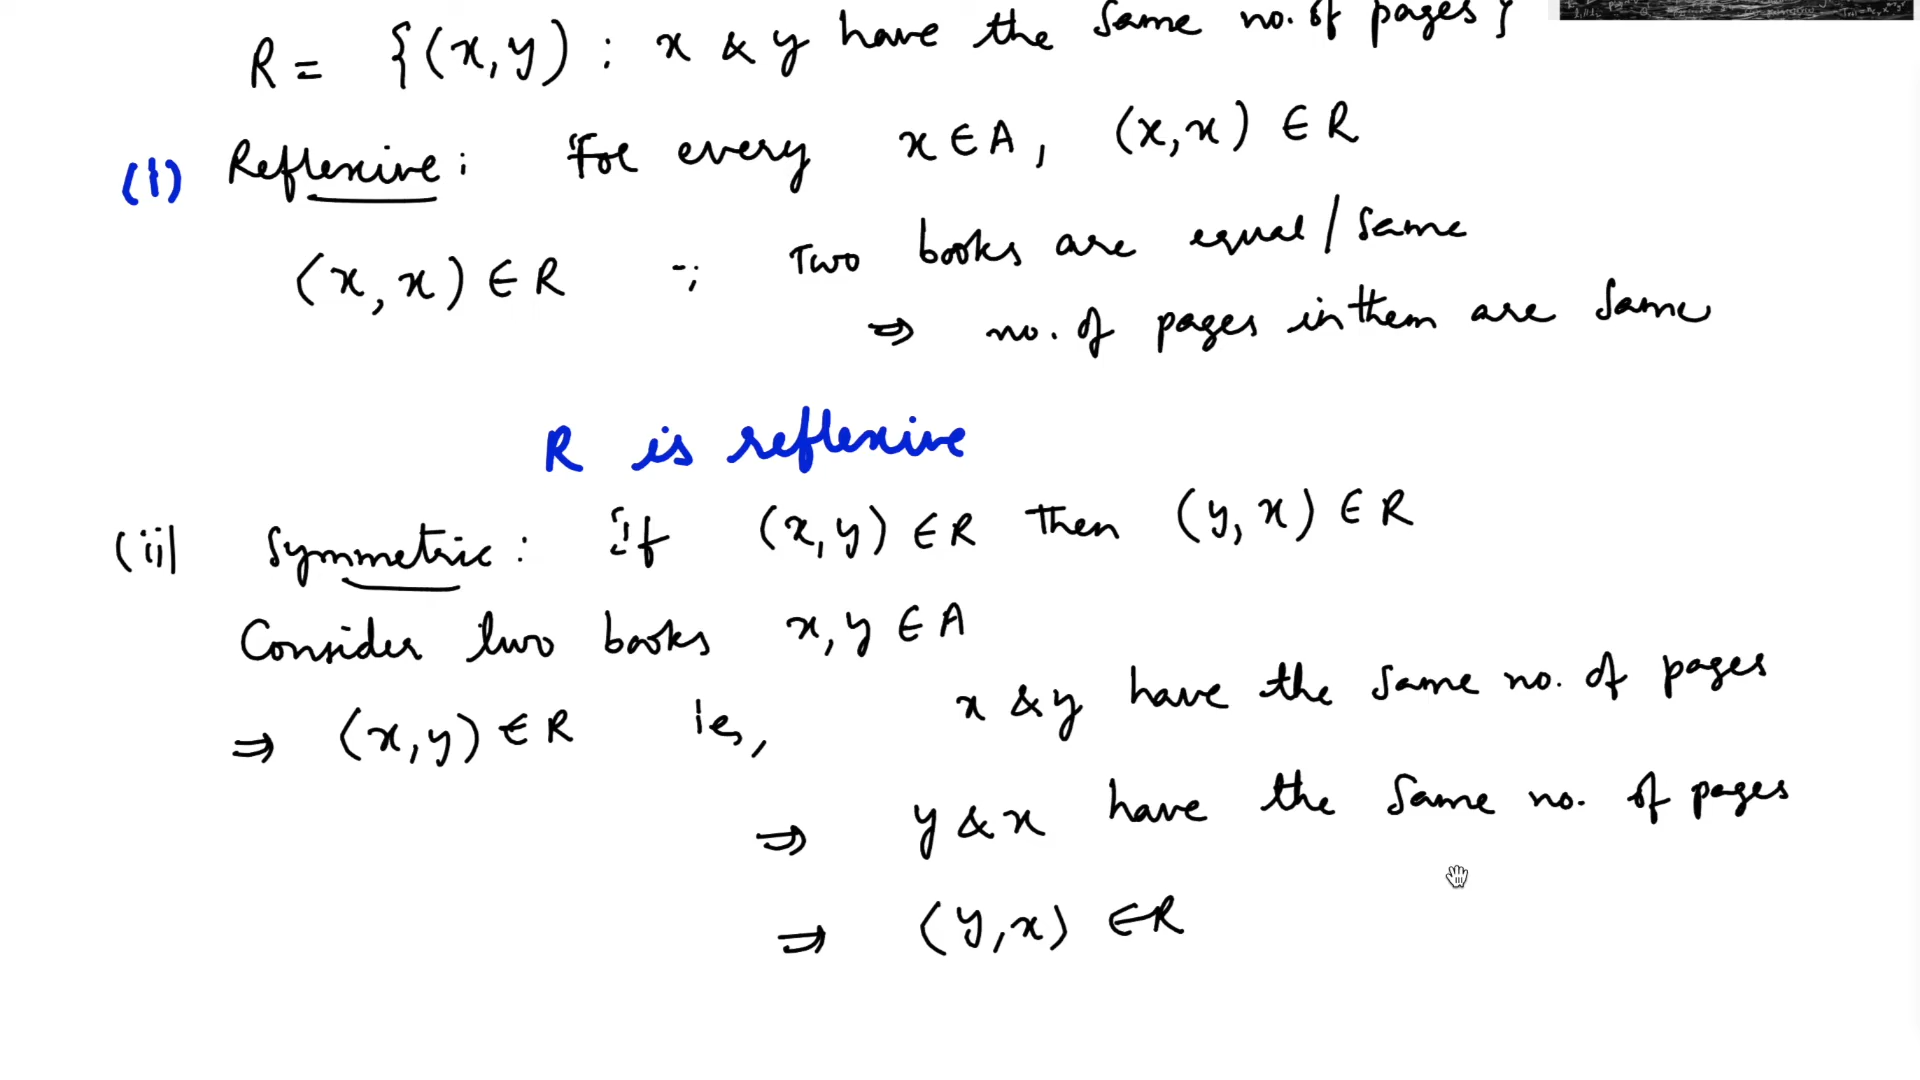 R = {(x, y) : x & y have the same no. of pages}
(i) Reflexive : For every x ∈ A, (x, x) ∈ R
(x, x) ∈ R ∵ Two books are equal / same
⇒ no. of pages in them are same
R is reflexive
(ii) Symmetric : if (x, y) ∈ R then (y, x) ∈ R
Consider two books x, y ∈ A
⇒ (x, y) ∈ R ie, x & y have the same no. of pages
⇒ y & x have the same no. of pages
⇒ (y, x) ∈ R